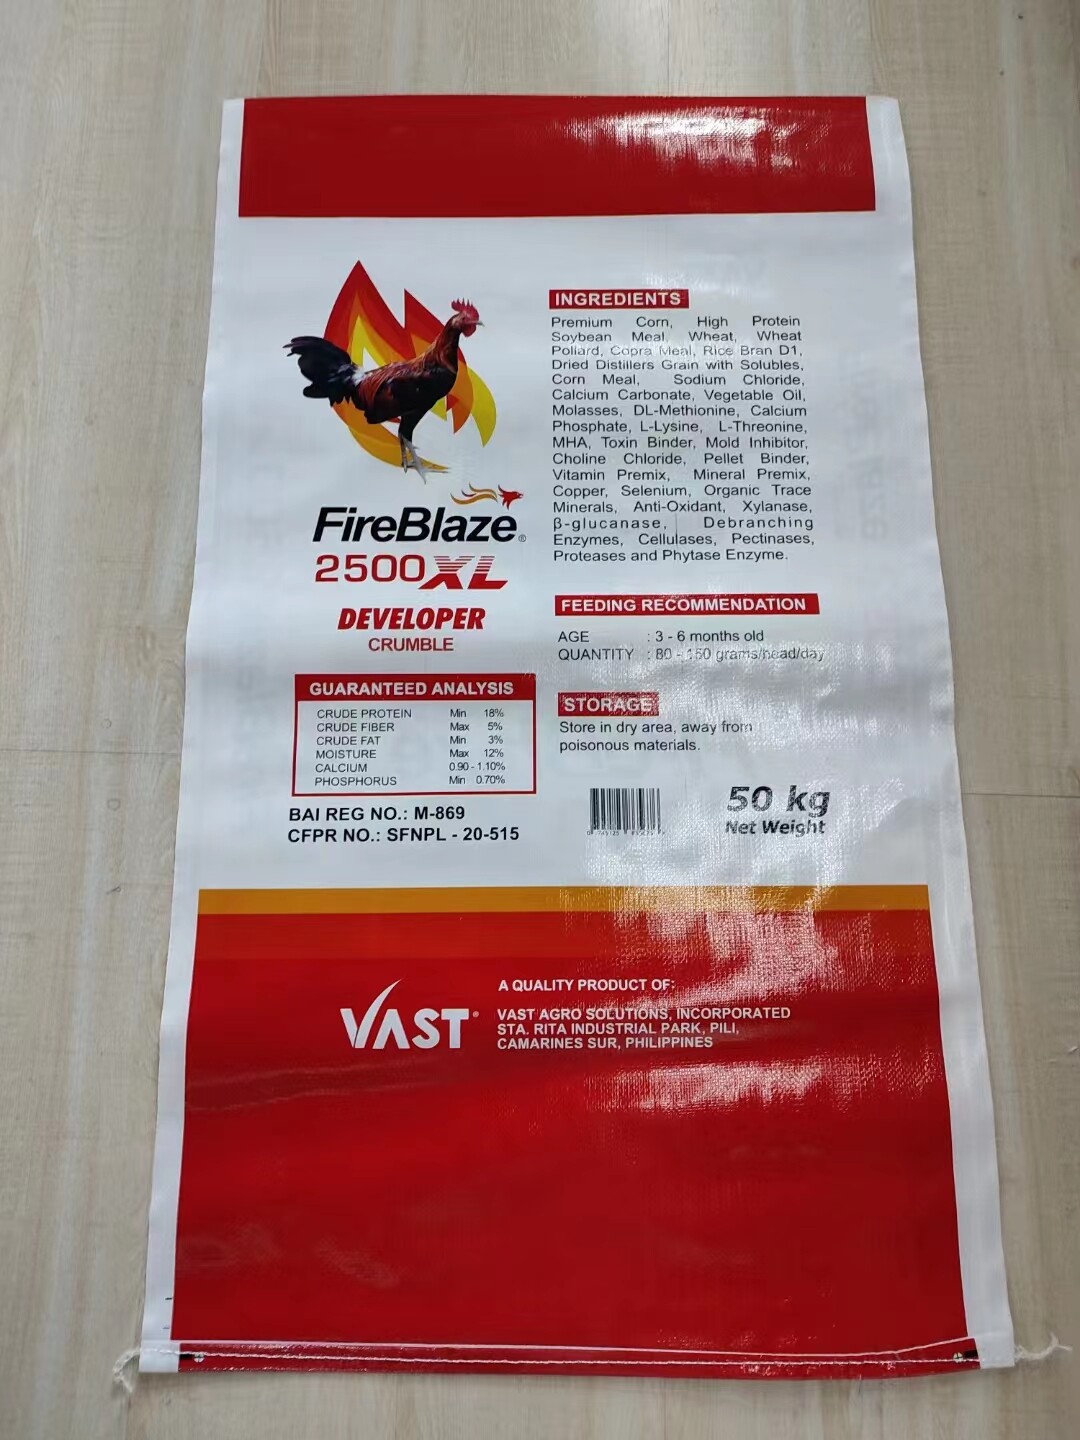 FireBlaze®
2500XL
DEVELOPER
CRUMBLE
GUARANTEED ANALYSIS
CRUDE PROTEIN Min 18%
CRUDE FIBER Max 5%
CRUDE FAT Min 3%
MOISTURE Max 12%
CALCIUM 0.90 - 1.10%
PHOSPHORUS Min 0.70%
BAI REG NO.: M-869
CFPR NO.: SFNPL - 20-515
INGREDIENTS
Premium Corn, High Protein
Soybean Meal, Wheat, Wheat
Pollard, Copra Meal, Rice Bran D1,
Dried Distillers Grain with Solubles,
Corn Meal, Sodium Chloride,
Calcium Carbonate, Vegetable Oil,
Molasses, DL-Methionine, Calcium
Phosphate, L-Lysine, L-Threonine,
MHA, Toxin Binder, Mold Inhibitor,
Choline Chloride, Pellet Binder,
Vitamin Premix, Mineral Premix,
Copper, Selenium, Organic Trace
Minerals, Anti-Oxidant, Xylanase,
β-glucanase, Debranching
Enzymes, Cellulases, Pectinases,
Proteases and Phytase Enzyme.
FEEDING RECOMMENDATION
AGE : 3 - 6 months old
QUANTITY : 80 - 150 grams/head/day
STORAGE
Store in dry area, away from
poisonous materials.
50 kg
Net Weight
VAST®
A QUALITY PRODUCT OF:
VAST AGRO SOLUTIONS, INCORPORATED
STA. RITA INDUSTRIAL PARK, PILI,
CAMARINES SUR, PHILIPPINES